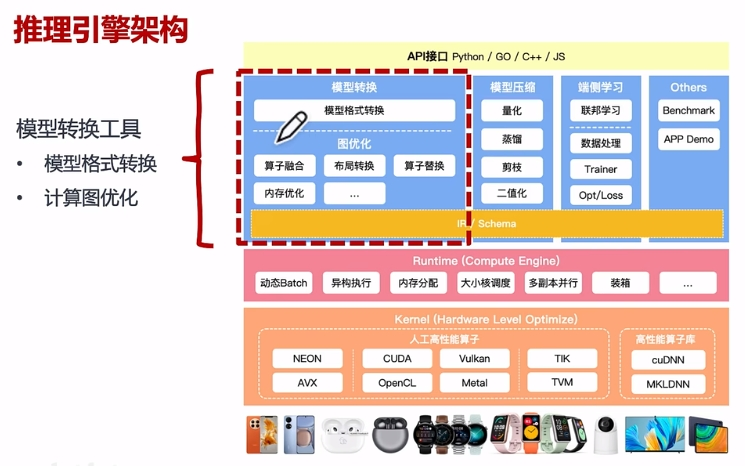 推理引擎架构
模型转换工具
• 模型格式转换
• 计算图优化
API接口 Python / GO / C++ / JS
模型转换
模型格式转换
图优化
算子融合
布局转换
算子替换
内存优化
...
模型压缩
量化
蒸馏
剪枝
二值化
端侧学习
联邦学习
数据处理
Trainer
Opt/Loss
Others
Benchmark
APP Demo
IR / Schema
Runtime (Compute Engine)
动态Batch
异构执行
内存分配
大小核调度
多副本并行
装箱
...
Kernel (Hardware Level Optimize)
人工高性能算子
NEON
CUDA
Vulkan
TIK
AVX
OpenCL
Metal
TVM
高性能算子库
cuDNN
MKLDNN